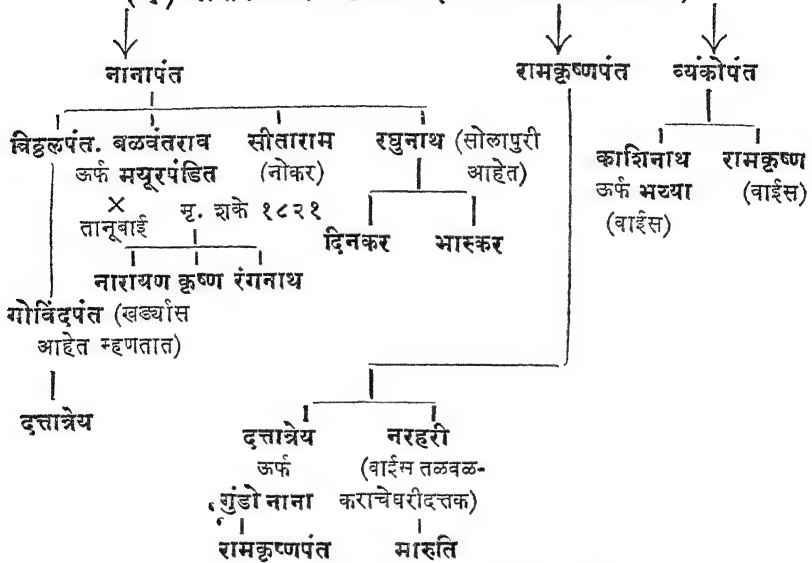 नानापंत रामकृष्णपंत व्यंकोपंत
विठ्ठलपंत. बळवंतराव सीताराम रघुनाथ (सोलापुरी काशिनाथ रामकृष्ण
ऊर्फ मयूरपंडित (नोकर) आहेत) ऊर्फ भय्या (वाईस)
× मृ. शके १८२१ (वाईस)
तानूबाई दिनकर भास्कर
नारायण कृष्ण रंगनाथ
गोविंदपंत (खर्ड्यास
आहेत म्हणतात)
दत्तात्रेय
दत्तात्रेय नरहरी
ऊर्फ (वाईस तळवळ-
गुंडो नाना कराचेघरीदत्तक)
रामकृष्णपंत मारुति